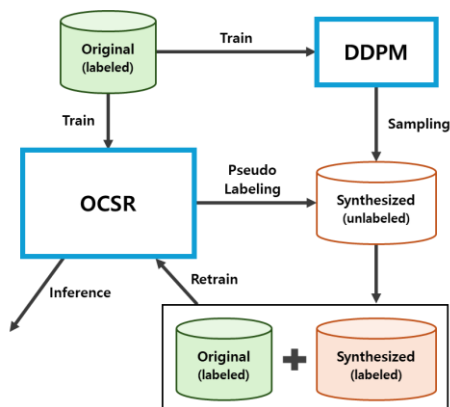 Original
(labeled)
Train
DDPM
Train
Sampling
OCSR
Pseudo
Labeling
Synthesized
(unlabeled)
Inference
Retrain
Original
(labeled)
Synthesized
(labeled)